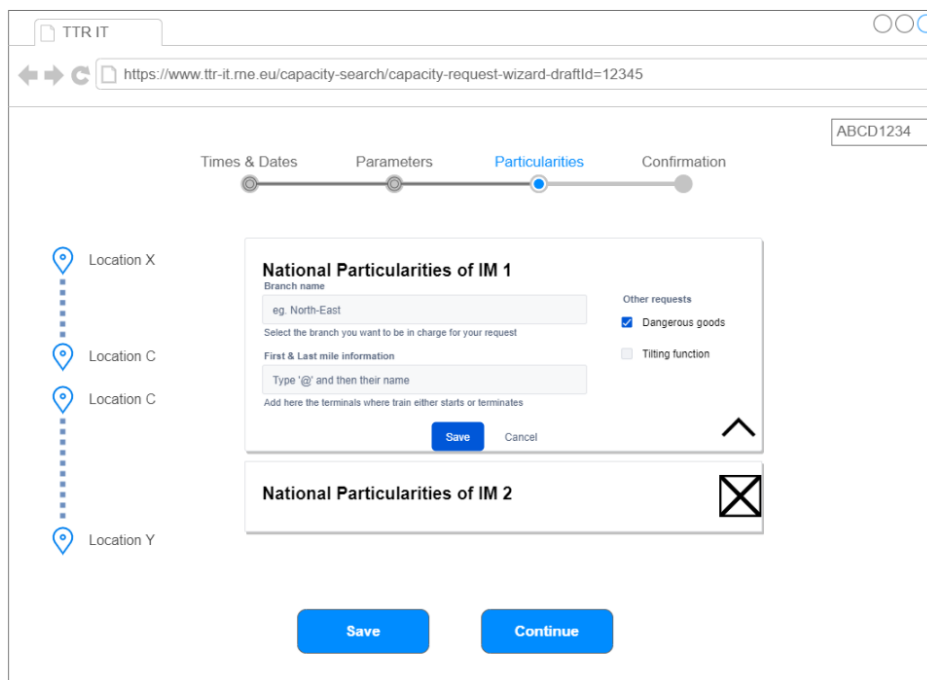 TTR IT
https://www.ttr-it.rne.eu/capacity-search/capacity-request-wizard-draftId=12345
ABCD1234
Times & Dates
Parameters
Particularities
Confirmation
Location X
Location C
Location C
Location Y
National Particularities of IM 1
Branch name
eg. North-East
Select the branch you want to be in charge for your request
First & Last mile information
Type '@' and then their name
Add here the terminals where train either starts or terminates
Other requests
Dangerous goods
Tilting function
Save
Cancel
National Particularities of IM 2
Save
Continue